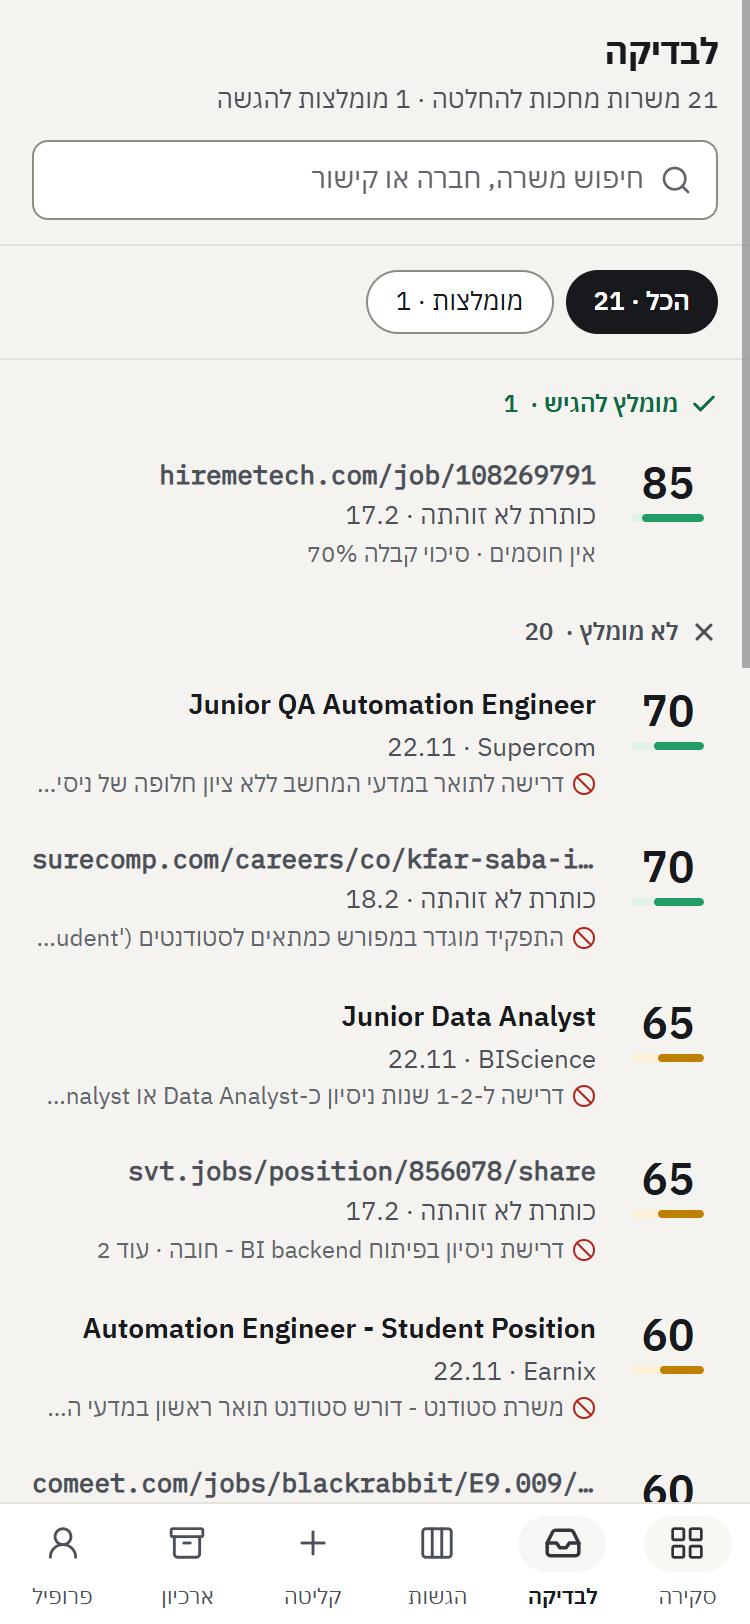 לבדיקה
21 משרות מחכות להחלטה · 1 מומלצות להגשה
חיפוש משרה, חברה או קישור
הכל · 21
מומלצות · 1
מומלץ להגיש · 1
85
hiremetech.com/job/108269791
כותרת לא זוהתה · 17.2
אין חוסמים · סיכוי קבלה 70%
לא מומלץ · 20
70
Junior QA Automation Engineer
Supercom · 22.11
דרישה לתואר במדעי המחשב ללא ציון חלופה של ניסי...
70
surecomp.com/careers/co/kfar-saba-i…
כותרת לא זוהתה · 18.2
התפקיד מוגדר במפורש כמתאים לסטודנטים ('udent...
65
Junior Data Analyst
BIScience · 22.11
דרישה ל-1-2 שנות ניסיון כ-Data Analyst או nalyst...
65
svt.jobs/position/856078/share
כותרת לא זוהתה · 17.2
דרישת ניסיון בפיתוח BI backend - חובה · עוד 2
60
Automation Engineer - Student Position
Earnix · 22.11
משרת סטודנט - דורש סטודנט תואר ראשון במדעי ה...
60
comeet.com/jobs/blackrabbit/E9.009/…
סקירה
לבדיקה
הגשות
קליטה
ארכיון
פרופיל